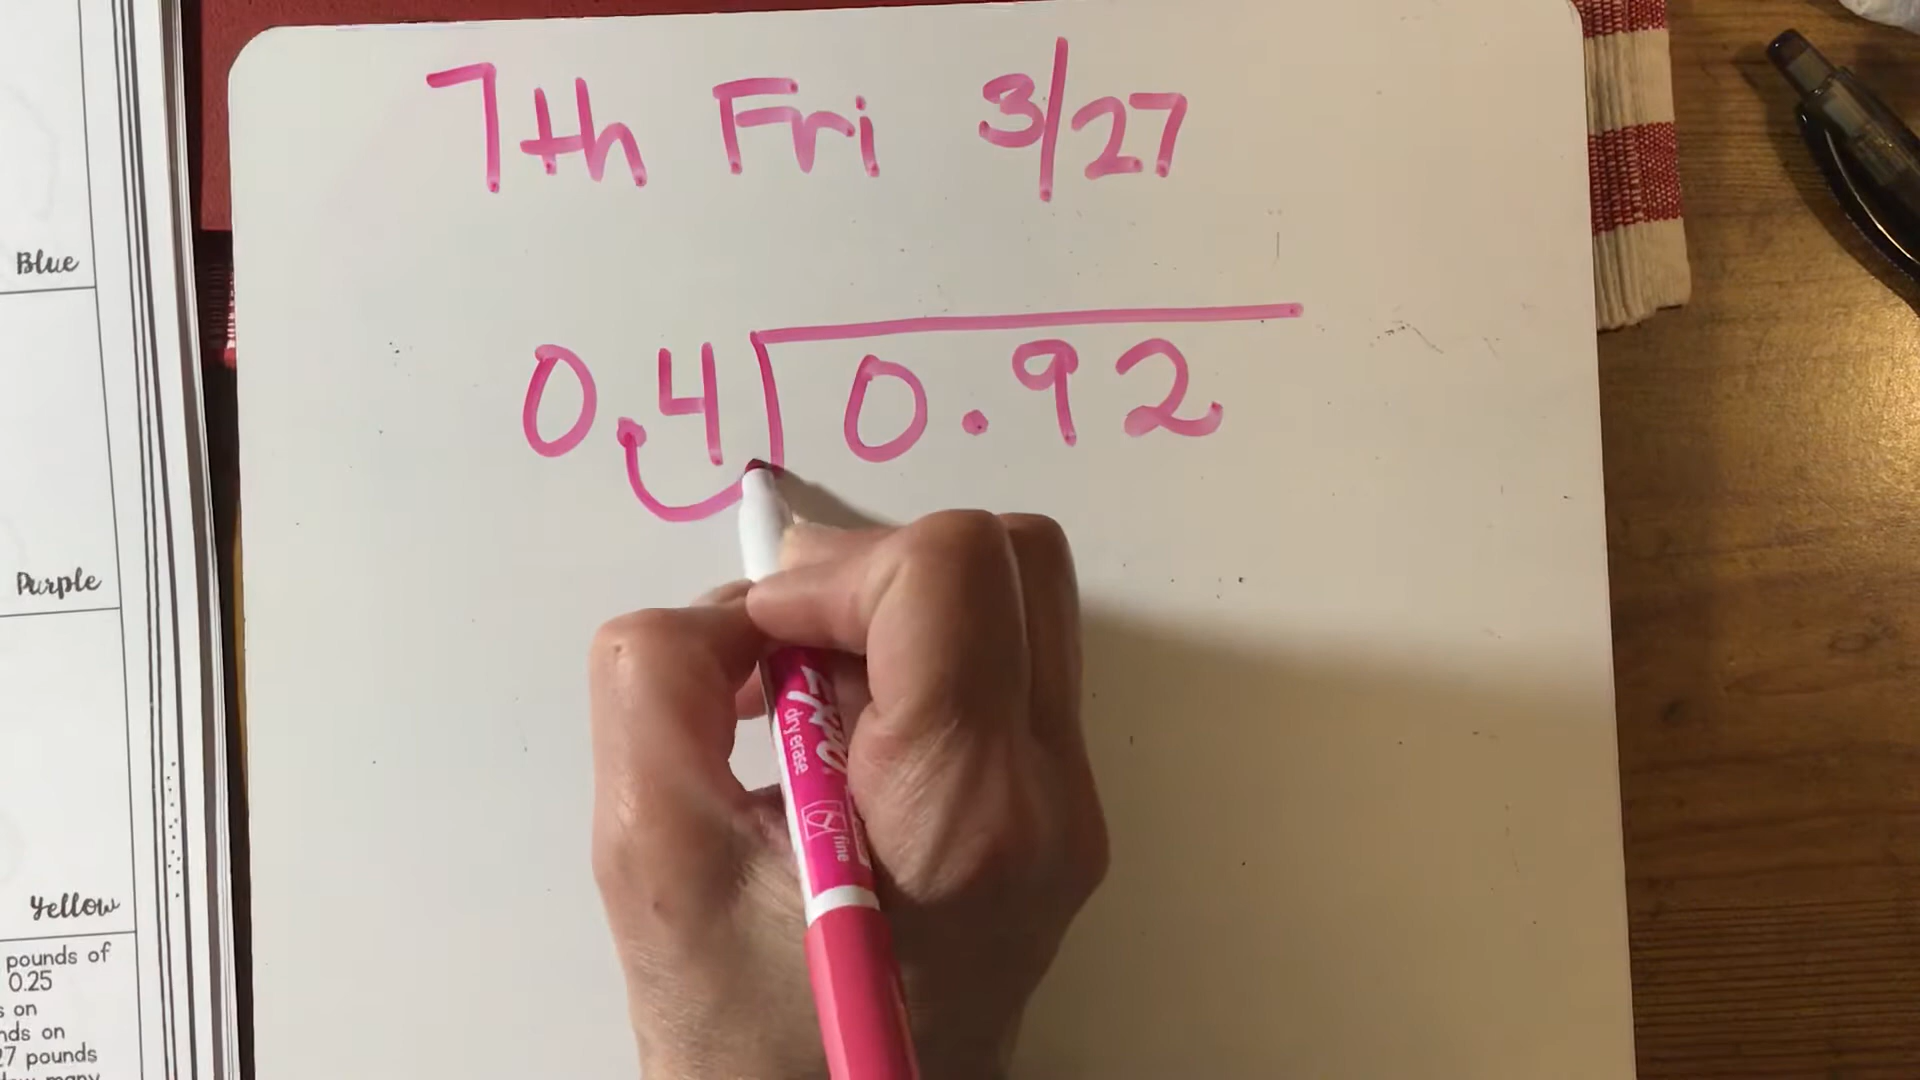 7th Fri 3/27
0.4 0.92
Blue
Purple
Yellow
pounds of
0.25
on
on
27 pounds
many
EXPO
dry erase
fine